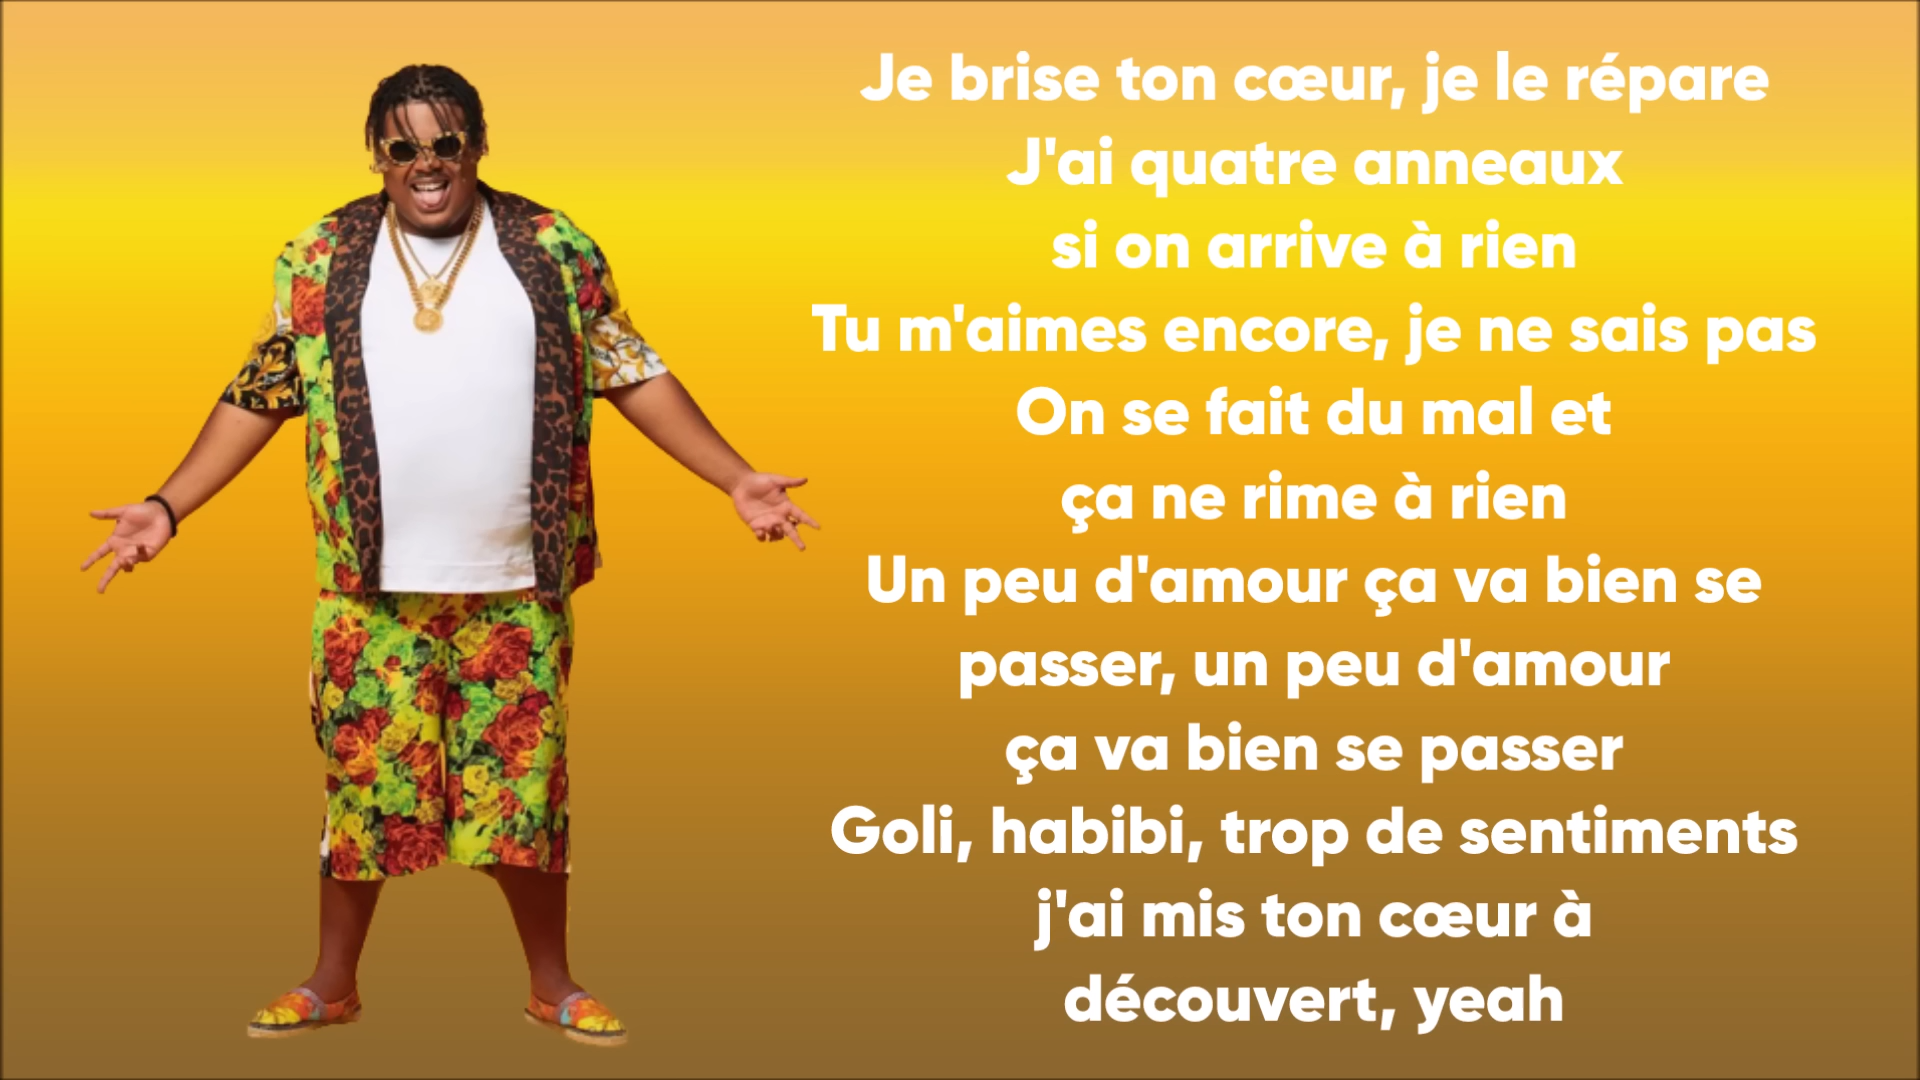 Je brise ton cœur, je le répare
J'ai quatre anneaux
si on arrive à rien
Tu m'aimes encore, je ne sais pas
On se fait du mal et
ça ne rime à rien
Un peu d'amour ça va bien se
passer, un peu d'amour
ça va bien se passer
Goli, habibi, trop de sentiments
j'ai mis ton cœur à
découvert, yeah